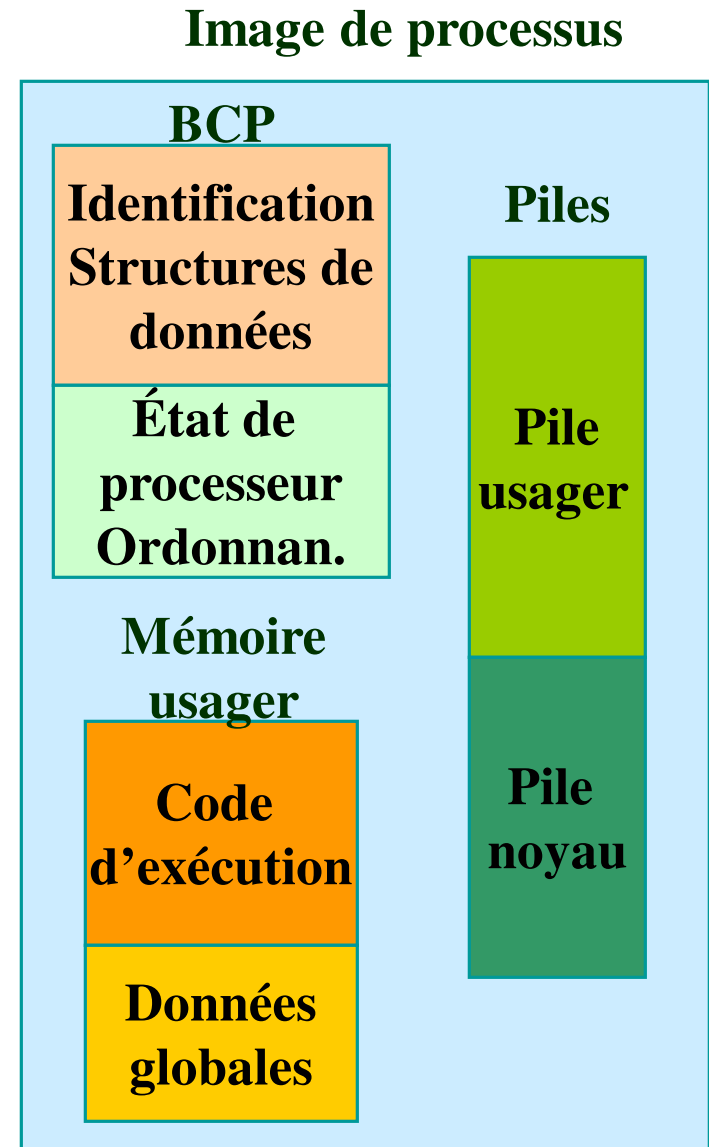 Image de processus
BCP
Identification
Structures de
données
État de
processeur
Ordonnan.
Mémoire
usager
Code
d’exécution
Données
globales
Piles
Pile
usager
Pile
noyau